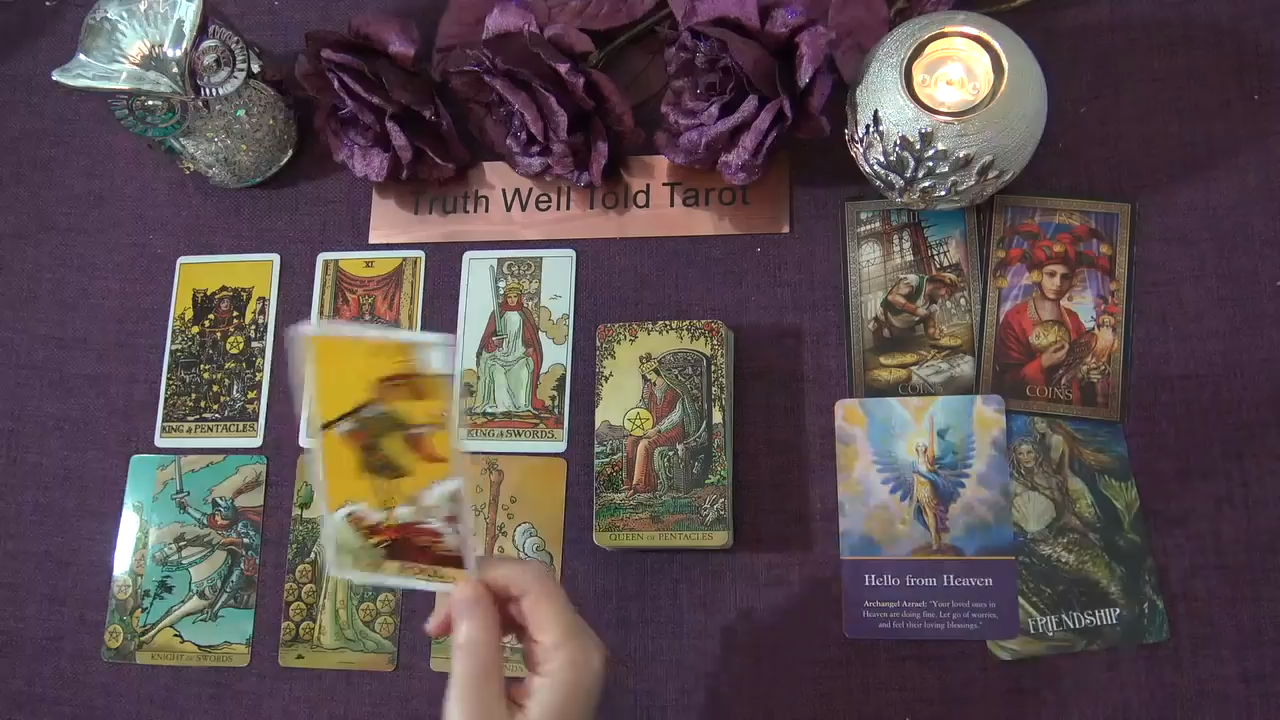 Truth Well Told Tarot
XI
KING of PENTACLES.
KING of SWORDS.
QUEEN OF PENTACLES
KNIGHT OF SWORDS
COINS
COINS
Hello from Heaven
Archangel Azrael: "Your loved ones in
Heaven are doing fine. Let go of worries,
and feel their loving blessings."
FRIENDSHIP